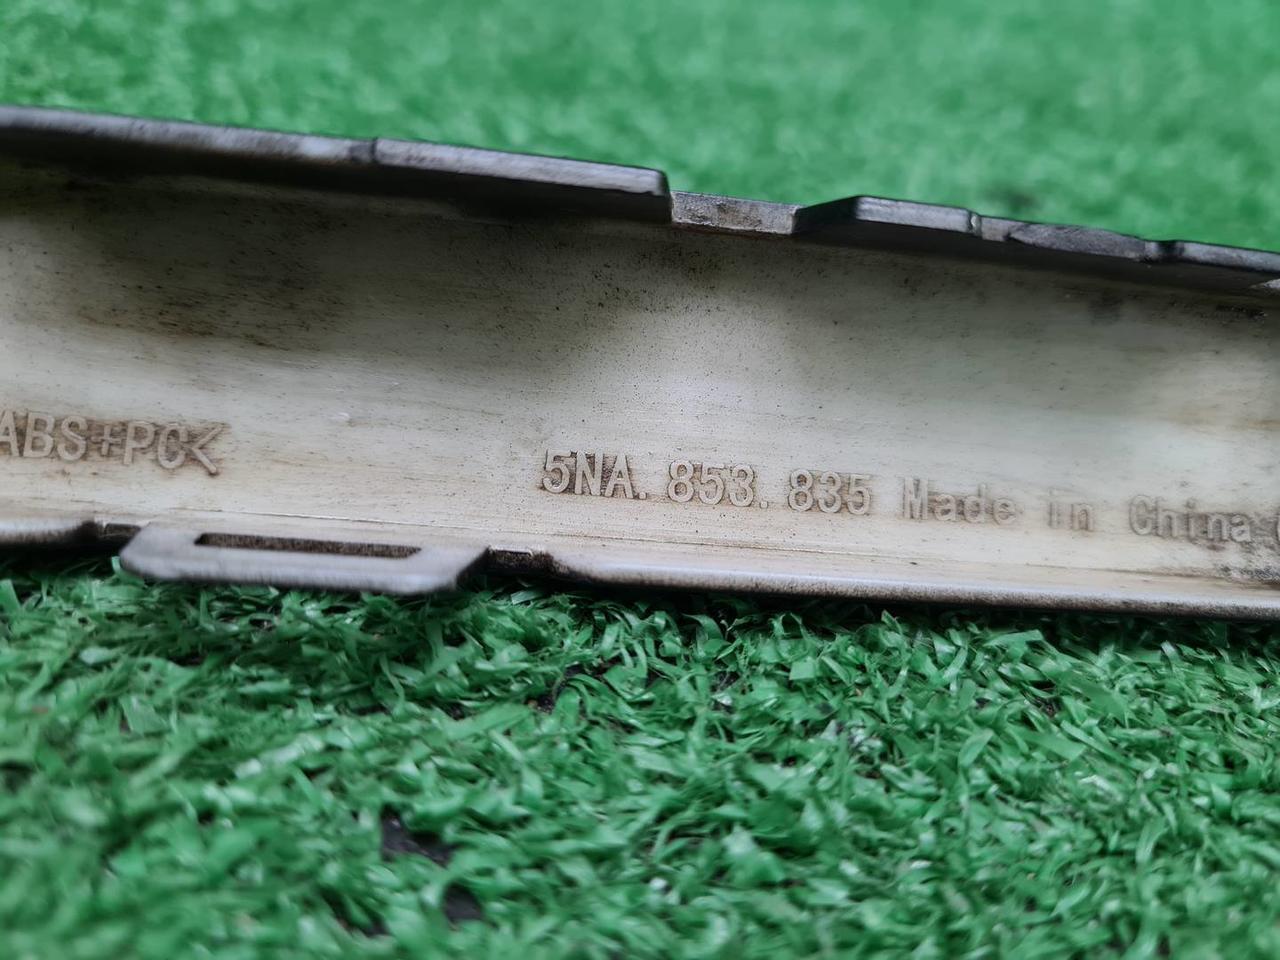 ABS+PC<
5NA. 853. 835 Made in China